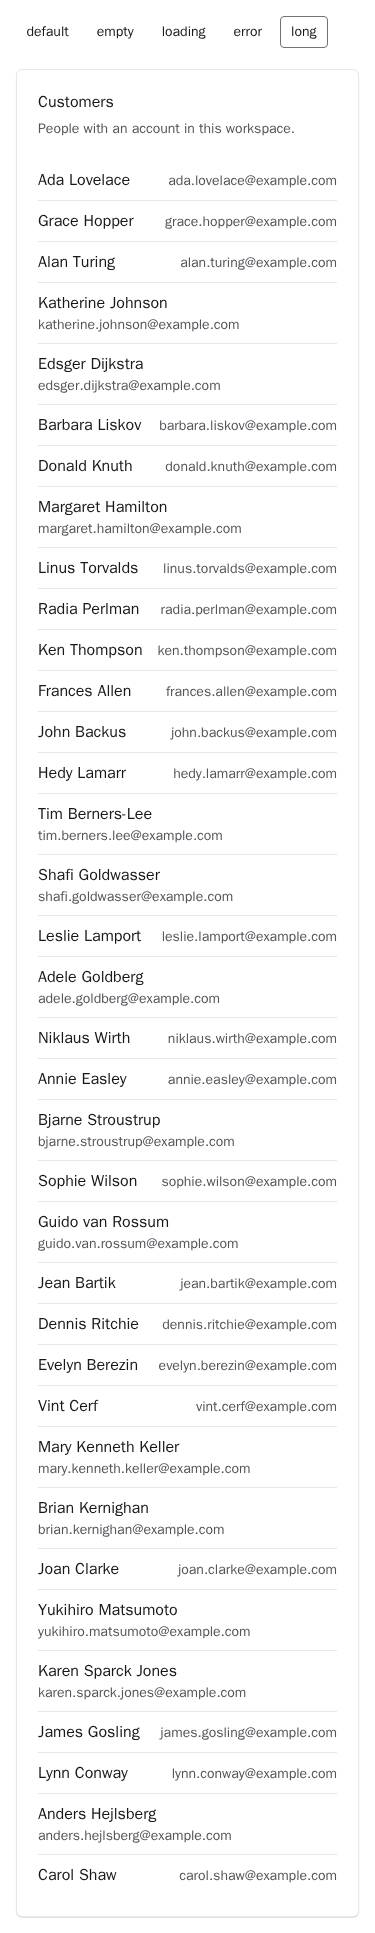 default empty loading error long
Customers
People with an account in this workspace.
Ada Lovelace ada.lovelace@example.com
Grace Hopper grace.hopper@example.com
Alan Turing alan.turing@example.com
Katherine Johnson
katherine.johnson@example.com
Edsger Dijkstra
edsger.dijkstra@example.com
Barbara Liskov barbara.liskov@example.com
Donald Knuth donald.knuth@example.com
Margaret Hamilton
margaret.hamilton@example.com
Linus Torvalds linus.torvalds@example.com
Radia Perlman radia.perlman@example.com
Ken Thompson ken.thompson@example.com
Frances Allen frances.allen@example.com
John Backus john.backus@example.com
Hedy Lamarr hedy.lamarr@example.com
Tim Berners-Lee
tim.berners.lee@example.com
Shafi Goldwasser
shafi.goldwasser@example.com
Leslie Lamport leslie.lamport@example.com
Adele Goldberg
adele.goldberg@example.com
Niklaus Wirth niklaus.wirth@example.com
Annie Easley annie.easley@example.com
Bjarne Stroustrup
bjarne.stroustrup@example.com
Sophie Wilson sophie.wilson@example.com
Guido van Rossum
guido.van.rossum@example.com
Jean Bartik jean.bartik@example.com
Dennis Ritchie dennis.ritchie@example.com
Evelyn Berezin evelyn.berezin@example.com
Vint Cerf vint.cerf@example.com
Mary Kenneth Keller
mary.kenneth.keller@example.com
Brian Kernighan
brian.kernighan@example.com
Joan Clarke joan.clarke@example.com
Yukihiro Matsumoto
yukihiro.matsumoto@example.com
Karen Sparck Jones
karen.sparck.jones@example.com
James Gosling james.gosling@example.com
Lynn Conway lynn.conway@example.com
Anders Hejlsberg
anders.hejlsberg@example.com
Carol Shaw carol.shaw@example.com